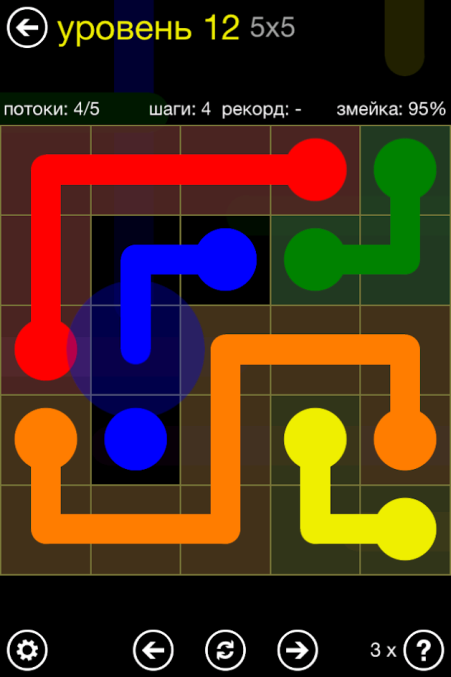 уровень 12 5x5
потоки: 4/5 шаги: 4 рекорд: - змейка: 95%
3 x ?